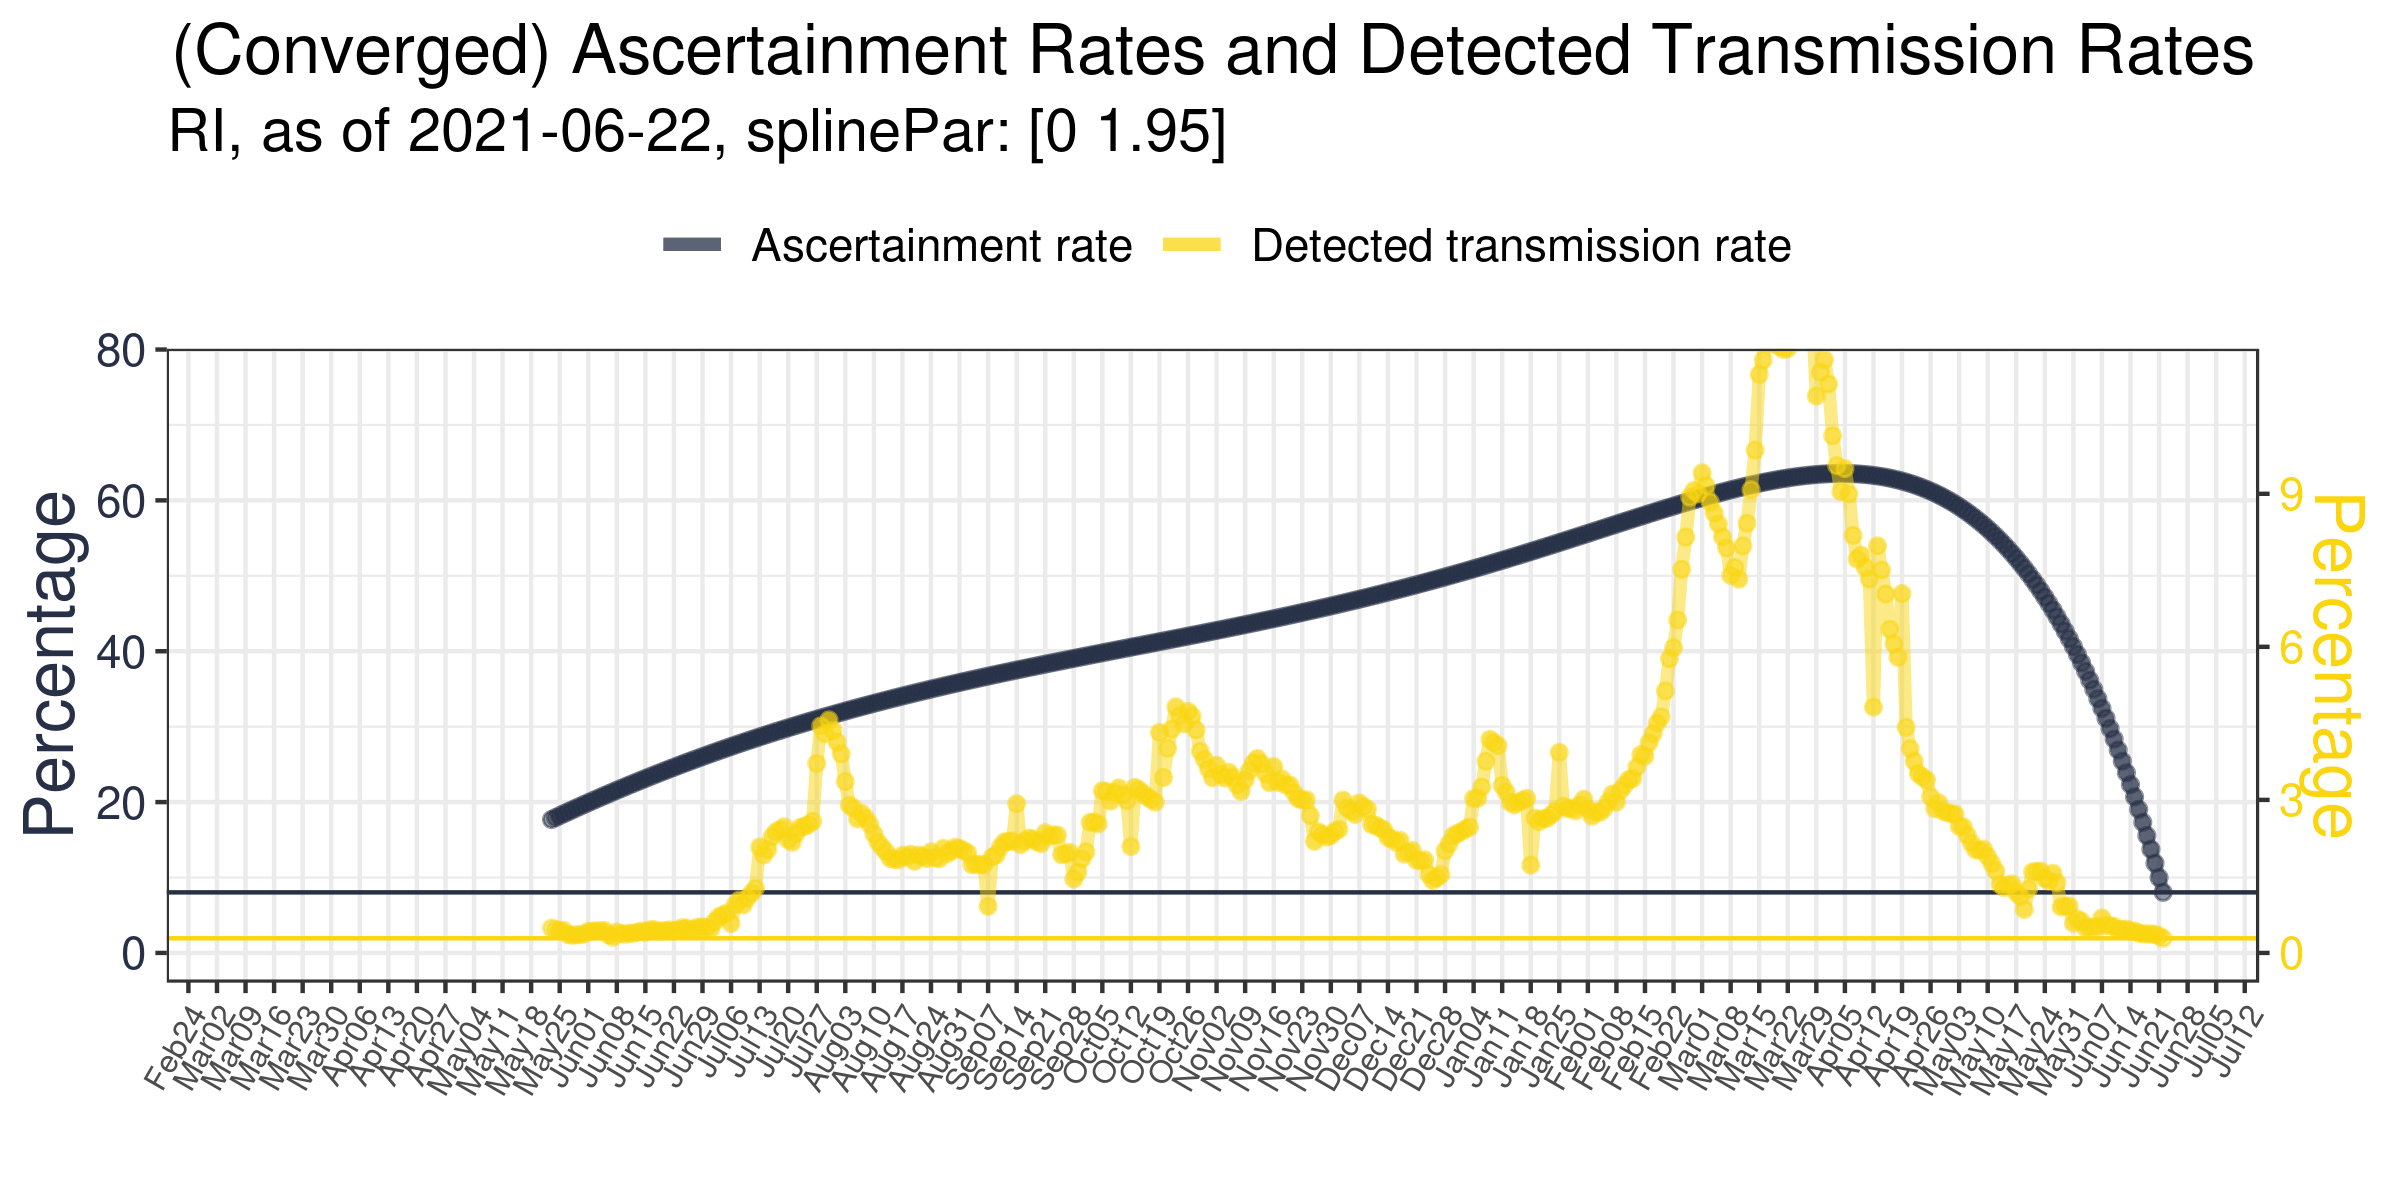 (Converged) Ascertainment Rates and Detected Transmission Rates
RI, as of 2021-06-22, splinePar: [0 1.95]
Ascertainment rate
Detected transmission rate
80
60
40
20
0
Percentage
9
6
3
0
Percentage
Feb24
Mar02
Mar09
Mar16
Mar23
Mar30
Apr06
Apr13
Apr20
Apr27
May04
May11
May18
May25
Jun01
Jun08
Jun15
Jun22
Jun29
Jul06
Jul13
Jul20
Jul27
Aug03
Aug10
Aug17
Aug24
Aug31
Sep07
Sep14
Sep21
Sep28
Oct05
Oct12
Oct19
Oct26
Nov02
Nov09
Nov16
Nov23
Nov30
Dec07
Dec14
Dec21
Dec28
Jan04
Jan11
Jan18
Jan25
Feb01
Feb08
Feb15
Feb22
Mar01
Mar08
Mar15
Mar22
Mar29
Apr05
Apr12
Apr19
Apr26
May03
May10
May17
May24
May31
Jun07
Jun14
Jun21
Jun28
Jul05
Jul12